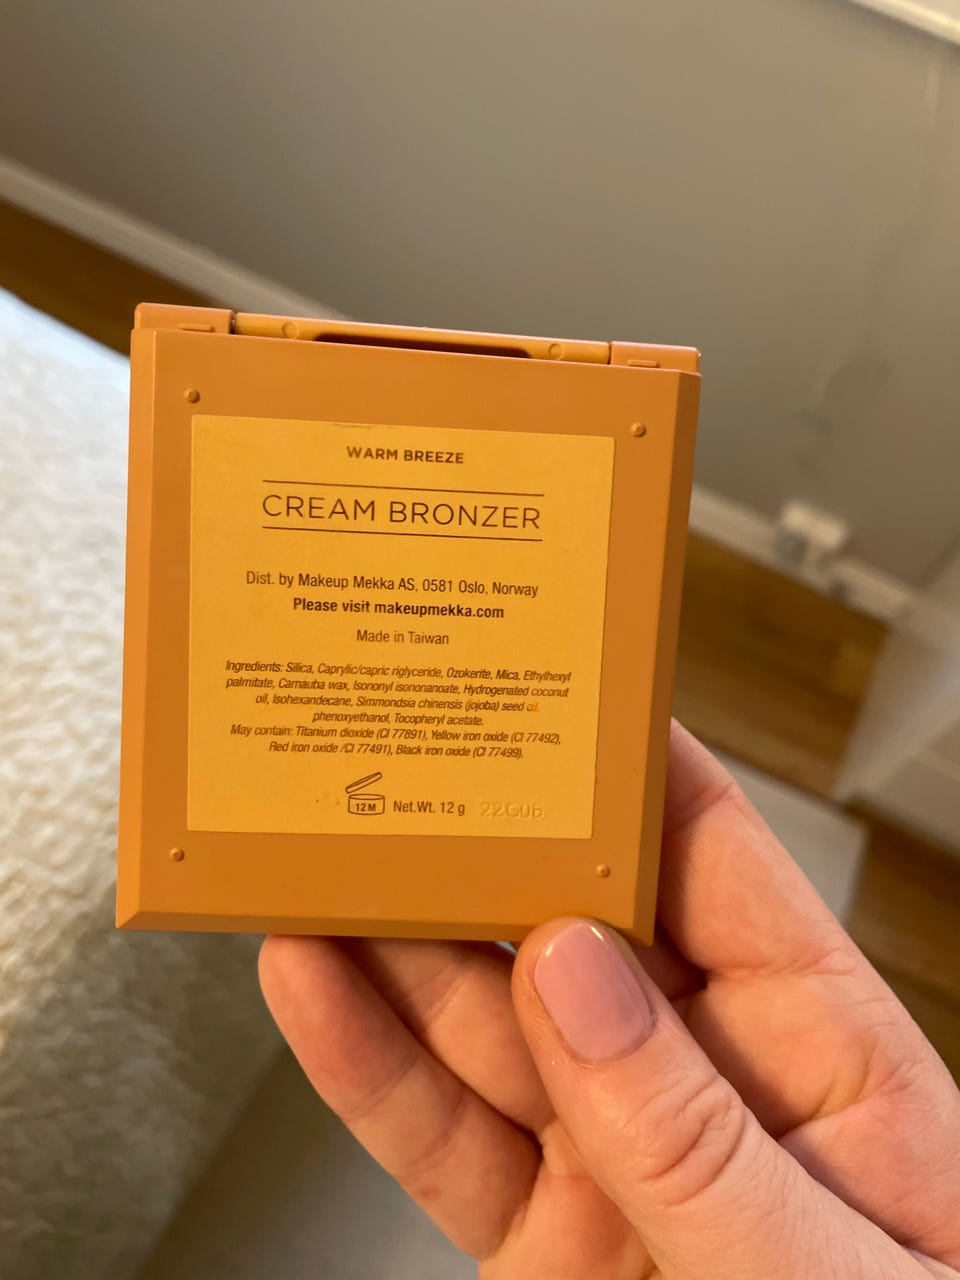 WARM BREEZE
CREAM BRONZER
Dist. by Makeup Mekka AS, 0581 Oslo, Norway
Please visit makeupmekka.com
Made in Taiwan
Ingredients: Silica, Caprylic/capric riglyceride, Ozokerite, Mica, Ethylhexyl
palmitate, Carnauba wax, Isononyl isononanoate, Hydrogenated coconut
oil, Isohexandecane, Simmondsia chinensis (jojoba) seed oil,
phenoxyethanol, Tocopheryl acetate.
May contain: Titanium dioxide (CI 77891), Yellow iron oxide (CI 77492),
Red iron oxide /CI 77491), Black iron oxide (CI 77499).
12 M Net.Wt. 12 g 22G06